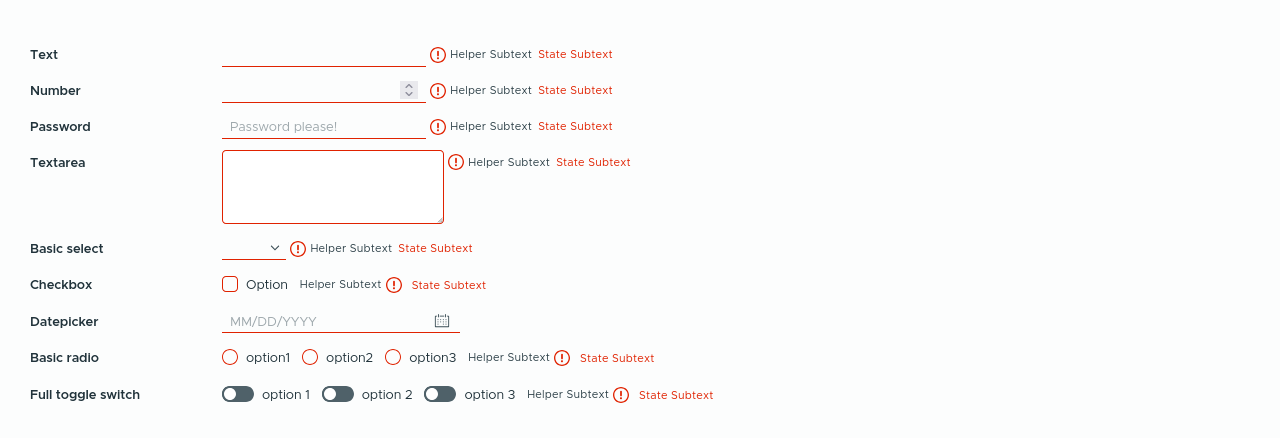 Text Helper Subtext State Subtext
Number Helper Subtext State Subtext
Password Password please! Helper Subtext State Subtext
Textarea Helper Subtext State Subtext
Basic select Helper Subtext State Subtext
Checkbox Option Helper Subtext State Subtext
Datepicker MM/DD/YYYY
Basic radio option1 option2 option3 Helper Subtext State Subtext
Full toggle switch option 1 option 2 option 3 Helper Subtext State Subtext